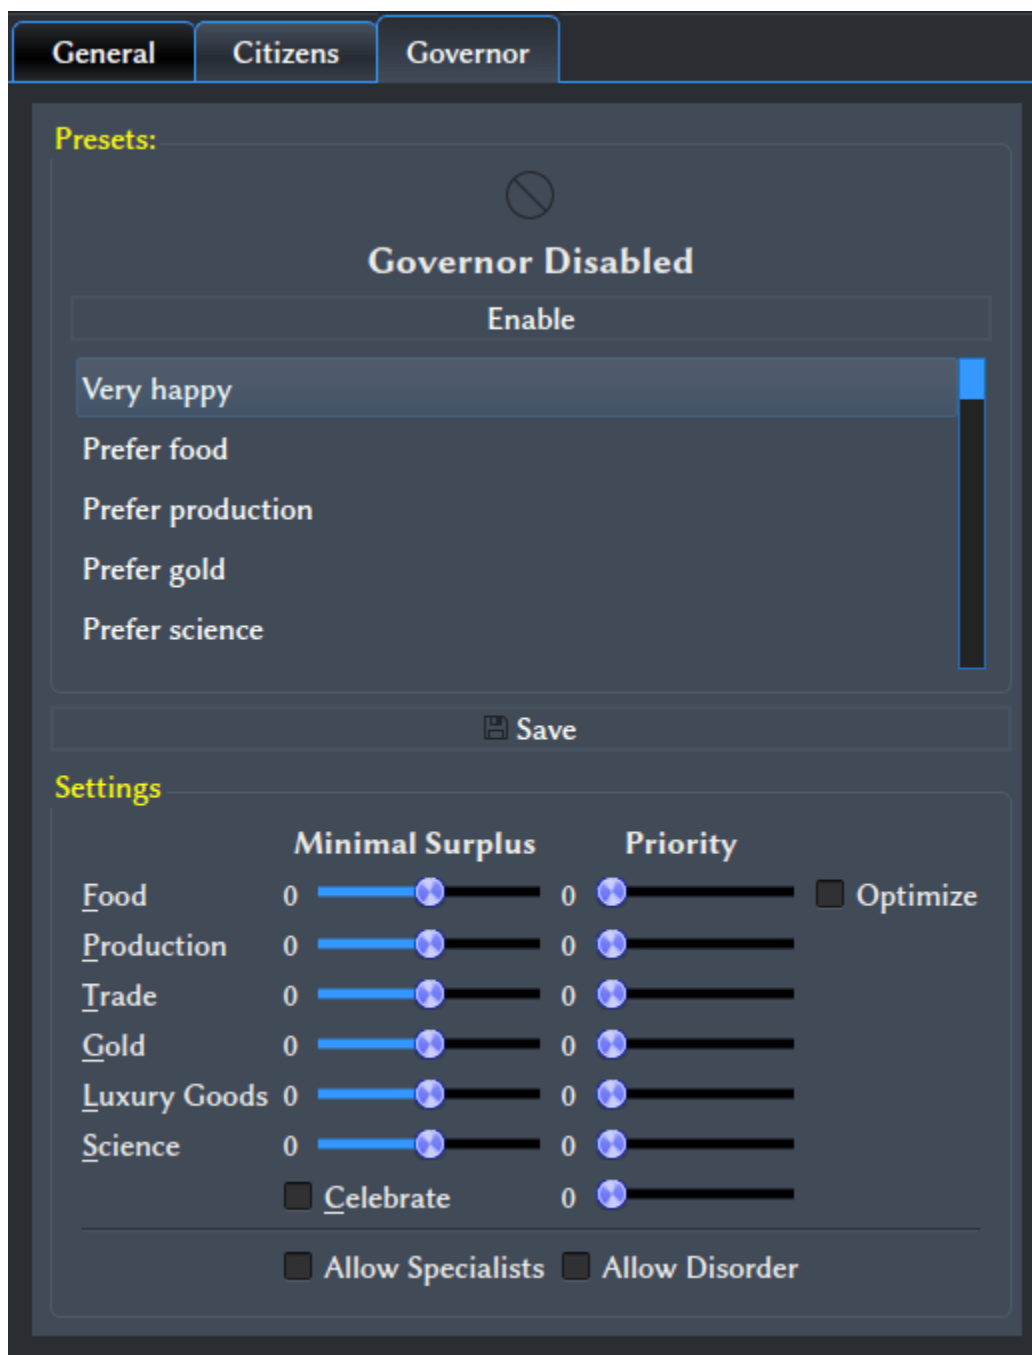 General Citizens Governor
Presets:
Governor Disabled
Enable
Very happy
Prefer food
Prefer production
Prefer gold
Prefer science
Save
Settings
Minimal Surplus Priority
Food 0 0 Optimize
Production 0 0
Trade 0 0
Gold 0 0
Luxury Goods 0 0
Science 0 0
Celebrate 0
Allow Specialists Allow Disorder